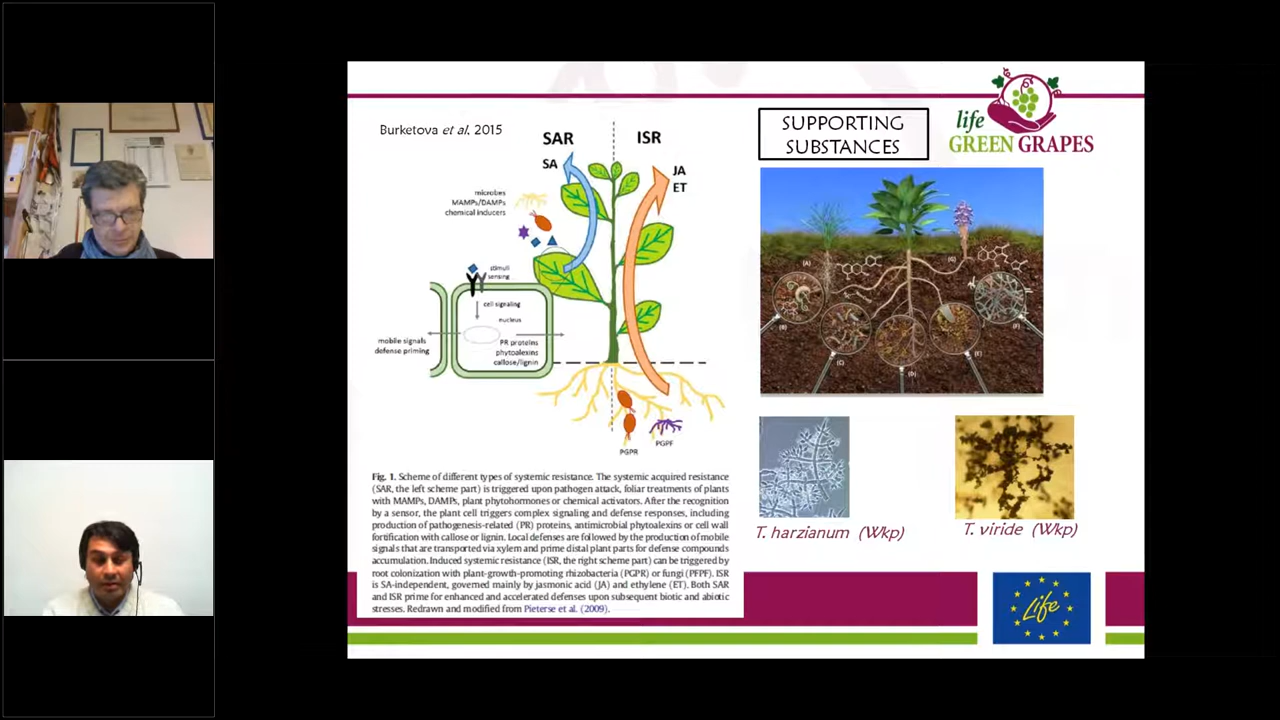 Burketova et al. 2015
SAR
ISR
SA
JA
ET
microbes
MAMPs/DAMPs
chemical inducers
stimuli
sensing
cell signaling
nucleus
mobile signals
defense priming
PR proteins
phytoalexins
callose/lignin
PGPR
PGPF
Fig. 1. Scheme of different types of systemic resistance. The systemic acquired resistance
(SAR, the left scheme part) is triggered upon pathogen attack, foliar treatments of plants
with MAMPs, DAMPs, plant phytohormones or chemical activators. After the recognition
by a sensor, the plant cell triggers complex signaling and defense responses, including
production of pathogenesis-related (PR) proteins, antimicrobial phytoalexins or cell wall
fortification with callose or lignin. Local defenses are followed by the production of mobile
signals that are transported via xylem and prime distal plant parts for defense compounds
accumulation. Induced systemic resistance (ISR, the right scheme part) can be triggered by
root colonization with plant-growth-promoting rhizobacteria (PGPR) or fungi (PFPF). ISR
is SA-independent, governed mainly by jasmonic acid (JA) and ethylene (ET). Both SAR
and ISR prime for enhanced and accelerated defenses upon subsequent biotic and abiotic
stresses. Redrawn and modified from Pieterse et al. (2009).
SUPPORTING
SUBSTANCES
life
GREEN GRAPES
(A)
(G)
(B)
(F)
(C)
(E)
(D)
T. harzianum (Wkp)
T. viride (Wkp)
Life